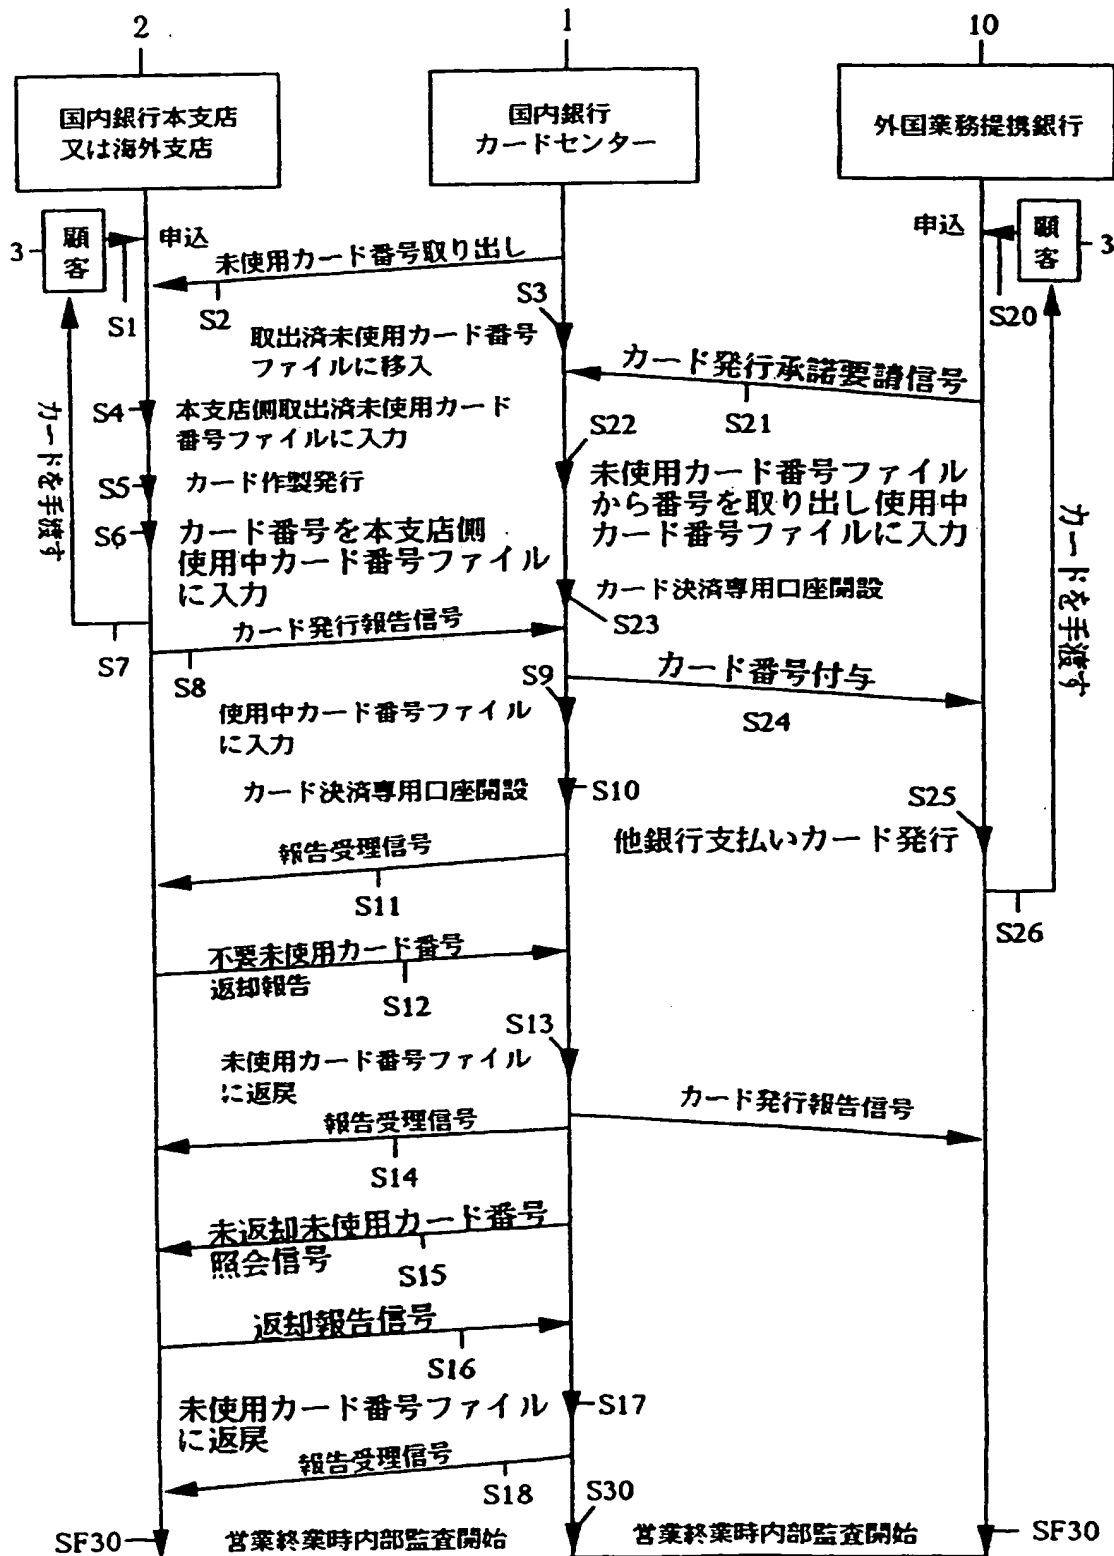 2
1
10
国内銀行本支店
又は海外支店
国内銀行
カードセンター
外国業務提携銀行
3
顧客
申込
S1
未使用カード番号取り出し
S2
S3
申込
顧客
3
S20
取出済未使用カード番号
ファイルに移入
カード発行承諾要請信号
S21
カードを手渡す
S4
本支店側取出済未使用カード
番号ファイルに入力
S22
S5
カード作製発行
未使用カード番号ファイル
から番号を取り出し使用中
カード番号ファイルに入力
カードを手渡す
S6
カード番号を本支店側
使用中カード番号ファイル
に入力
カード決済専用口座開設
S23
S7
カード発行報告信号
S8
S9
カード番号付与
S24
使用中カード番号ファイル
に入力
カード決済専用口座開設
S10
S25
他銀行支払いカード発行
報告受理信号
S11
S26
不要未使用カード番号
返却報告
S12
S13
未使用カード番号ファイル
に返戻
カード発行報告信号
報告受理信号
S14
未返却未使用カード番号
照会信号
S15
返却報告信号
S16
未使用カード番号ファイル
に返戻
S17
報告受理信号
S18
S30
SF30
営業終業時内部監査開始
営業終業時内部監査開始
SF30